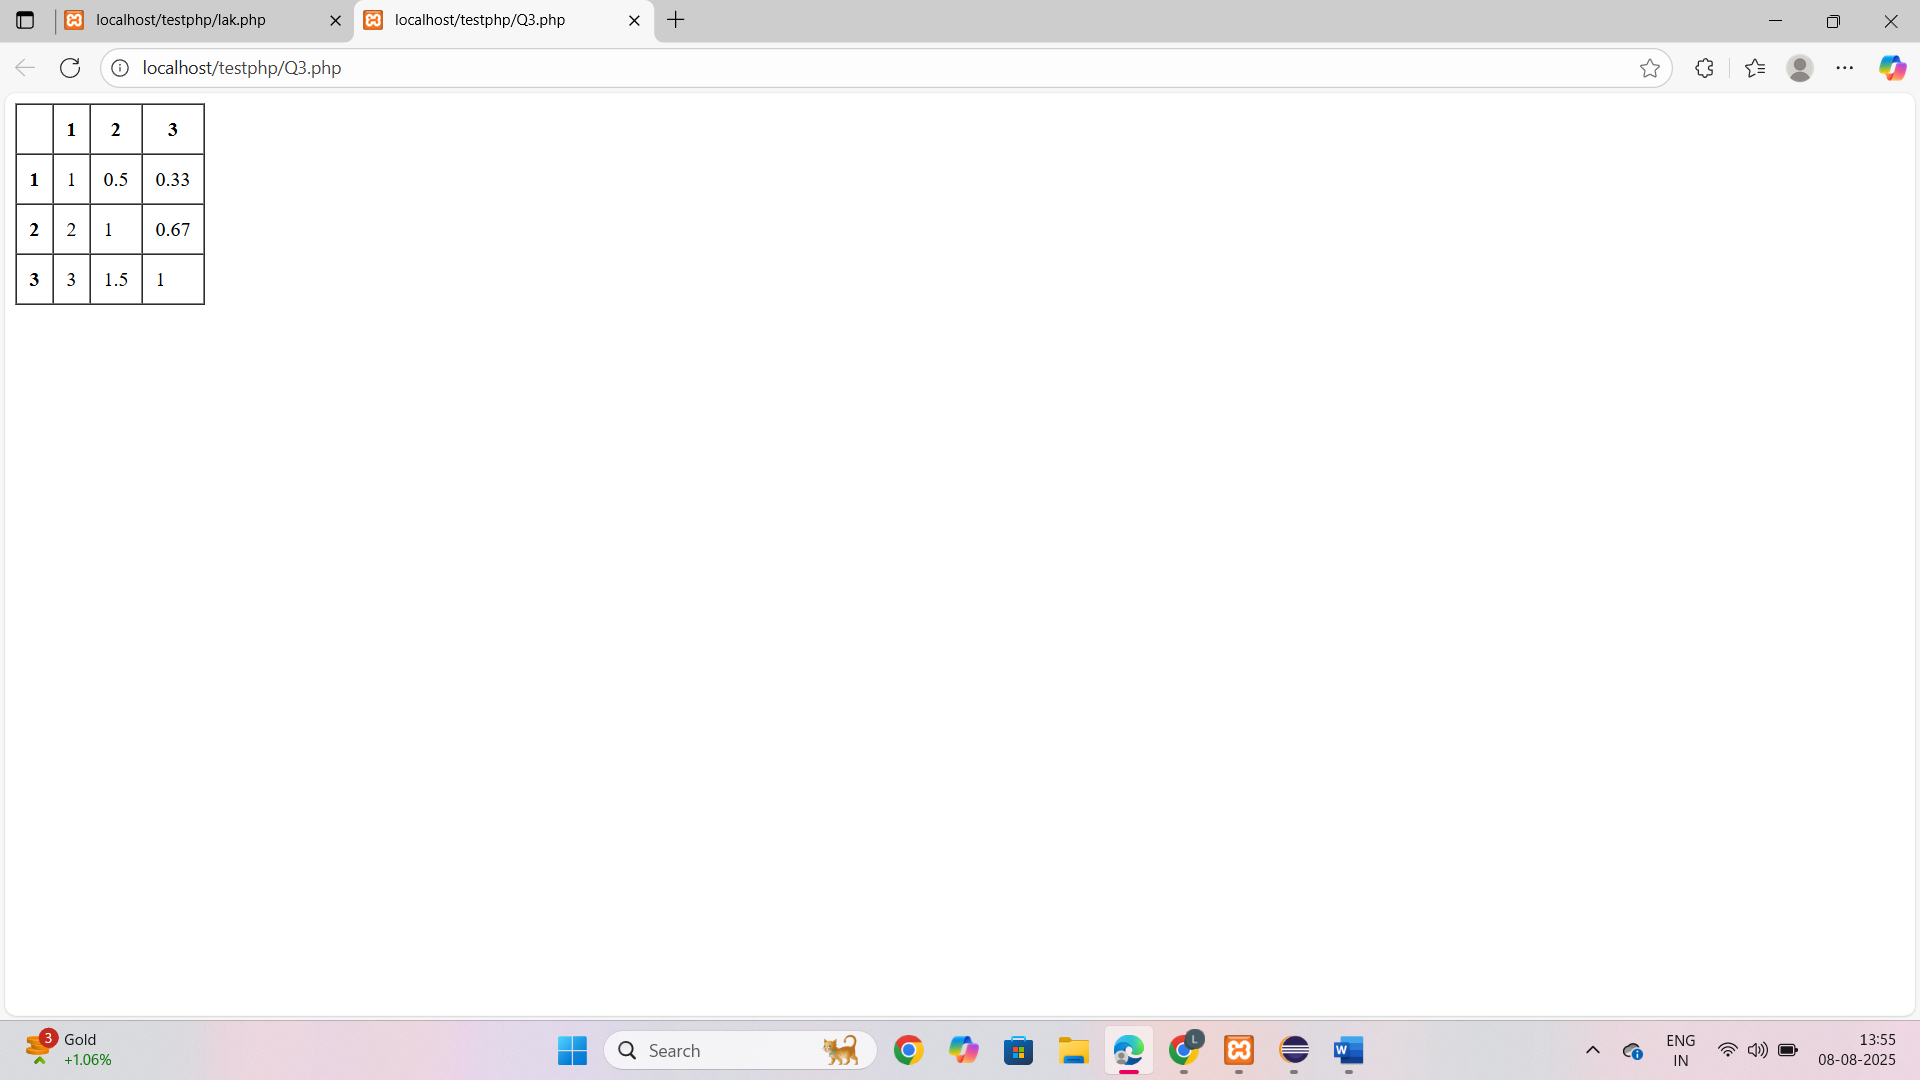 localhost/testphp/lak.php
localhost/testphp/Q3.php
localhost/testphp/Q3.php
1 2 3
1 1 0.5 0.33
2 2 1 0.67
3 3 1.5 1
3
Gold
+1.06%
Search
L
W
ENG
IN
13:55
08-08-2025